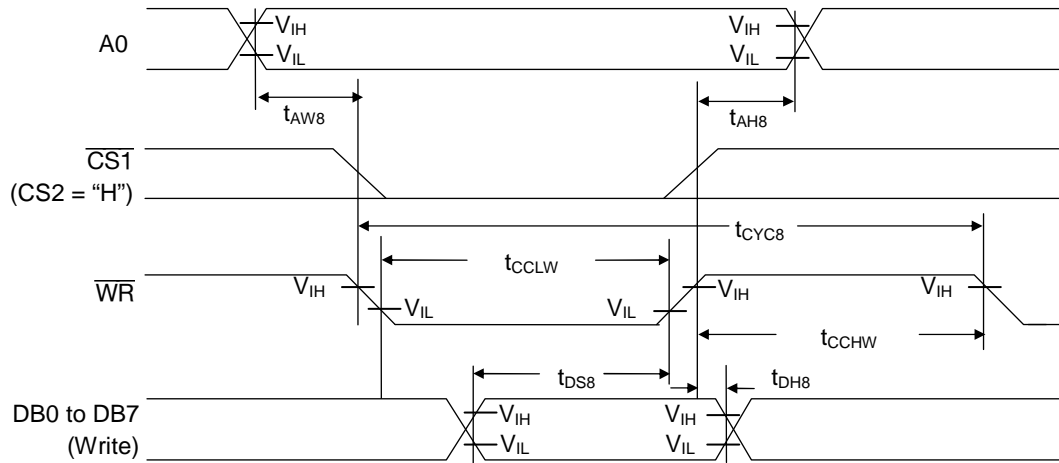 A0
VIH
VIL
VIH
VIL
tAW8
tAH8
CS1
(CS2 = “H”)
tCYC8
tCCLW
WR
VIH
VIL
VIL
VIH
VIH
tCCHW
tDS8
tDH8
DB0 to DB7
(Write)
VIH
VIL
VIH
VIL